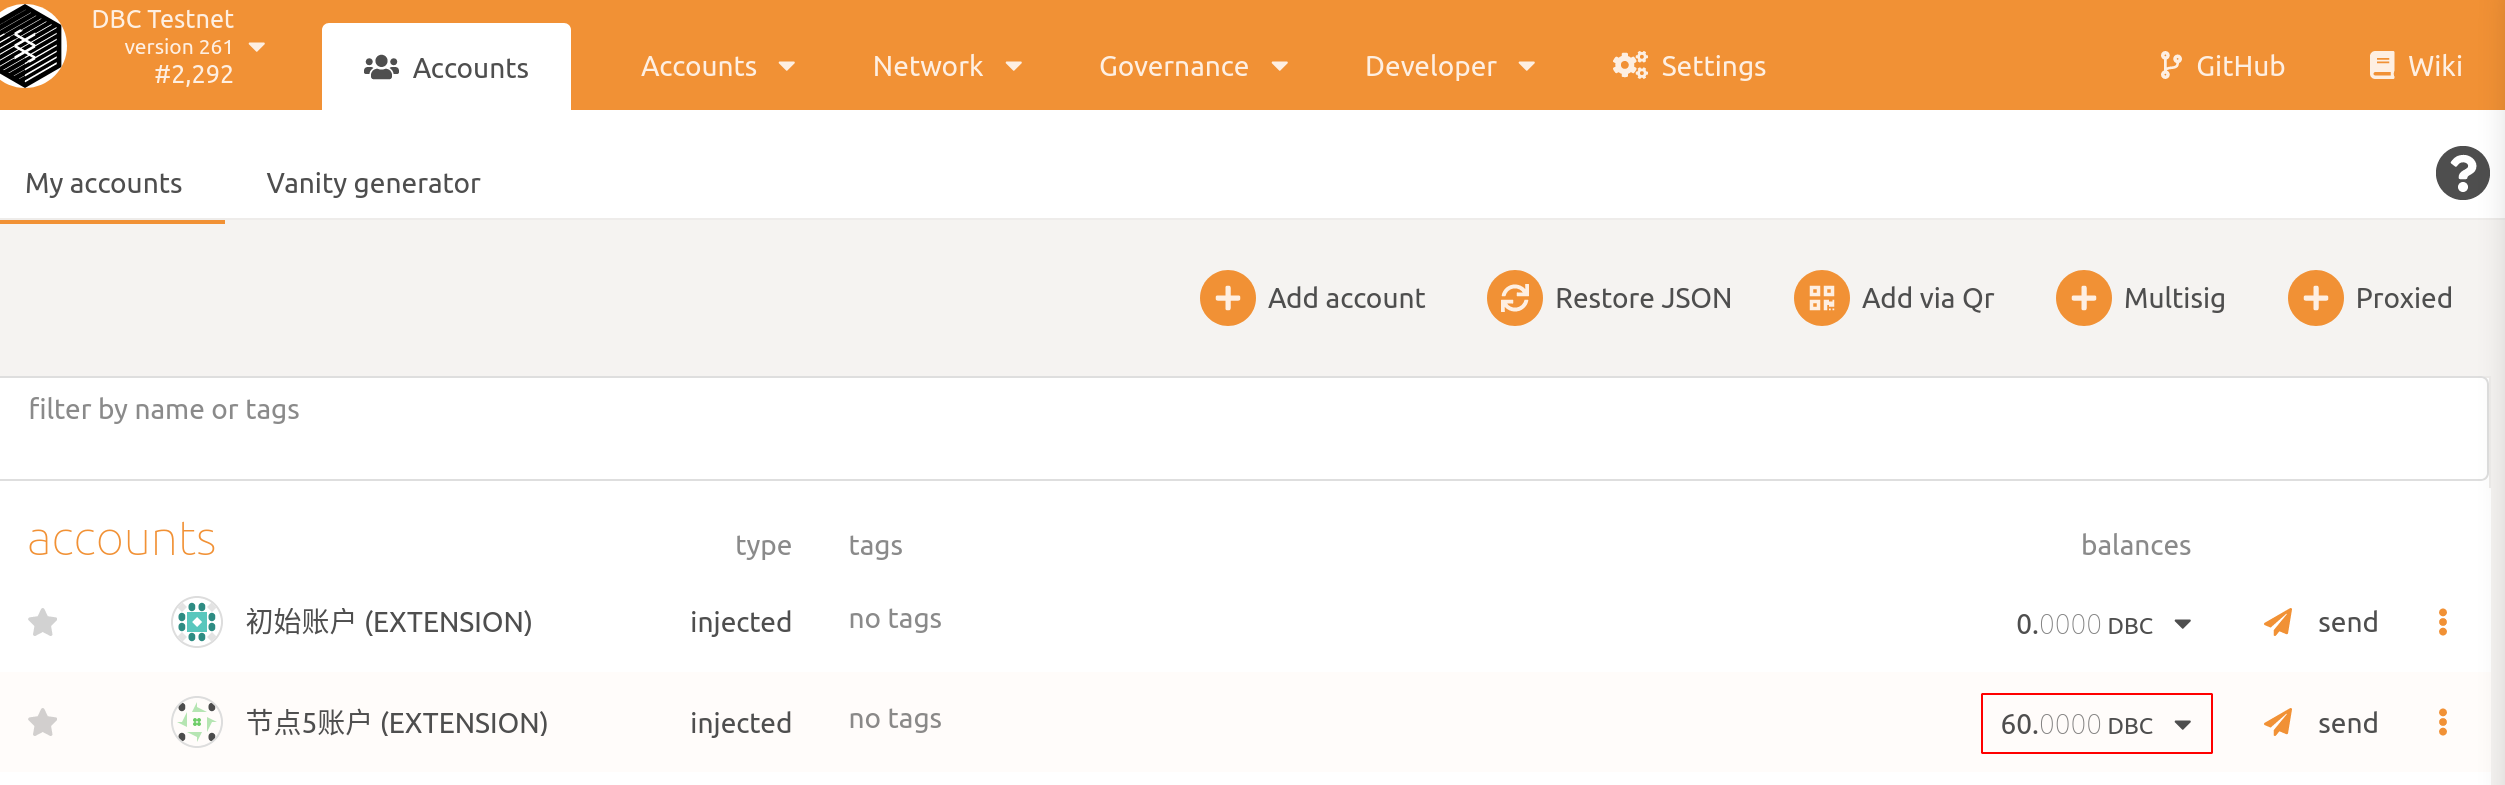 DBC Testnet
version 261
#2,292
Accounts
Accounts
Network
Governance
Developer
Settings
GitHub
Wiki
My accounts
Vanity generator
Add account
Restore JSON
Add via Qr
Multisig
Proxied
filter by name or tags
accounts type tags balances
初始账户 (EXTENSION) injected no tags 0.0000 DBC send
节点5账户 (EXTENSION) injected no tags 60.0000 DBC send